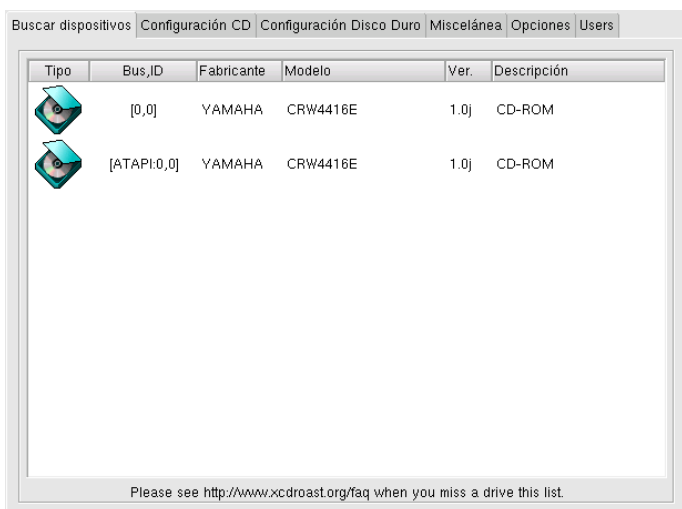 Buscar dispositivos Configuración CD Configuración Disco Duro Miscelánea Opciones Users
Tipo Bus,ID Fabricante Modelo Ver. Descripción
[0,0] YAMAHA CRW4416E 1.0j CD-ROM
[ATAPI:0,0] YAMAHA CRW4416E 1.0j CD-ROM
Please see http://www.xcdroast.org/faq when you miss a drive this list.